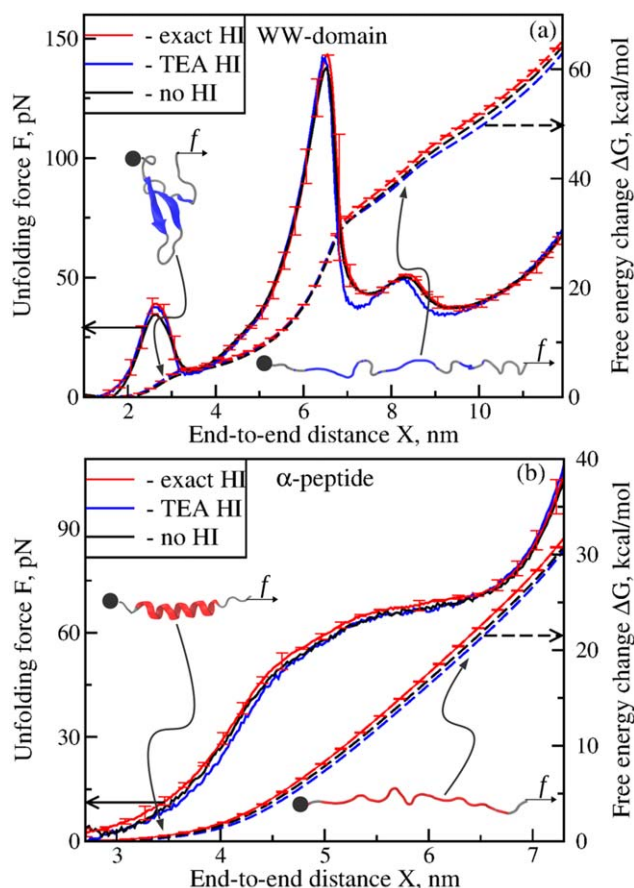 (a)
- exact HI
- TEA HI
- no HI
WW-domain
f
f
Unfolding force F, pN
0
50
100
150
Free energy change ΔG, kcal/mol
0
20
40
60
2 4 6 8 10
End-to-end distance X, nm
(b)
- exact HI
- TEA HI
- no HI
α-peptide
f
f
Unfolding force F, pN
0
30
60
90
Free energy change ΔG, kcal/mol
0
10
20
30
40
3 4 5 6 7
End-to-end distance X, nm